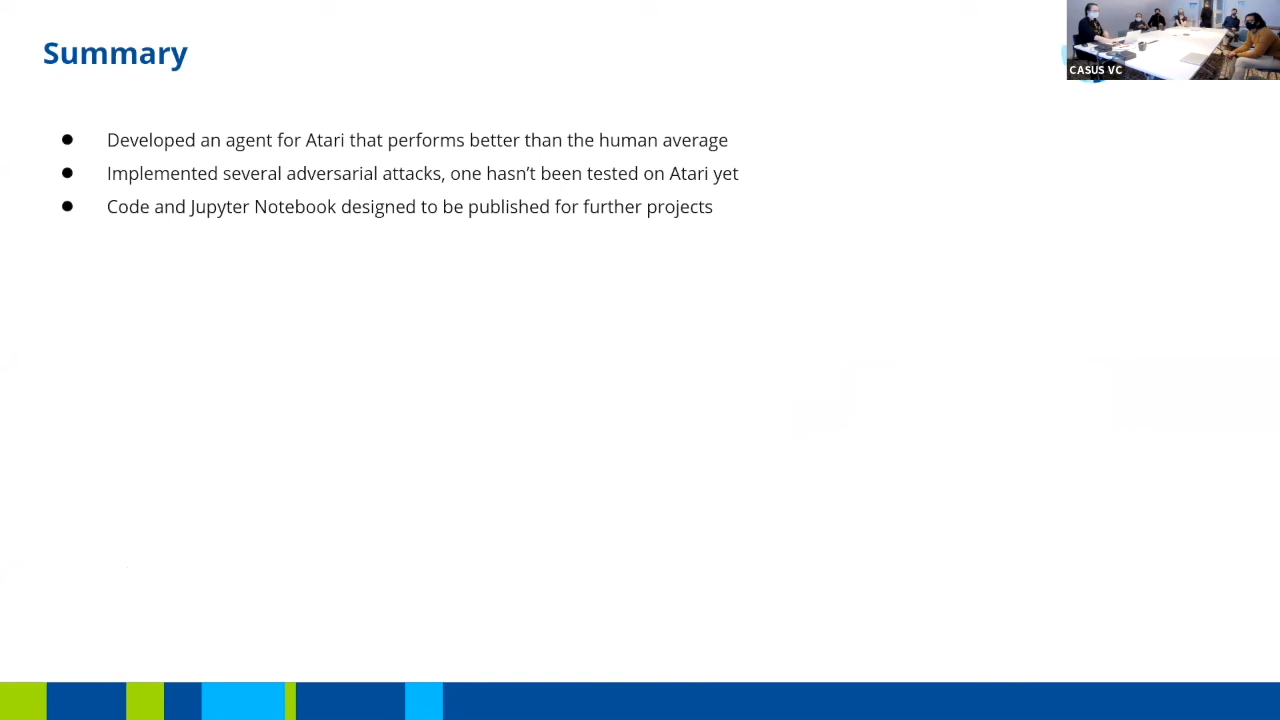 Summary
CASUS VC
● Developed an agent for Atari that performs better than the human average
● Implemented several adversarial attacks, one hasn’t been tested on Atari yet
● Code and Jupyter Notebook designed to be published for further projects